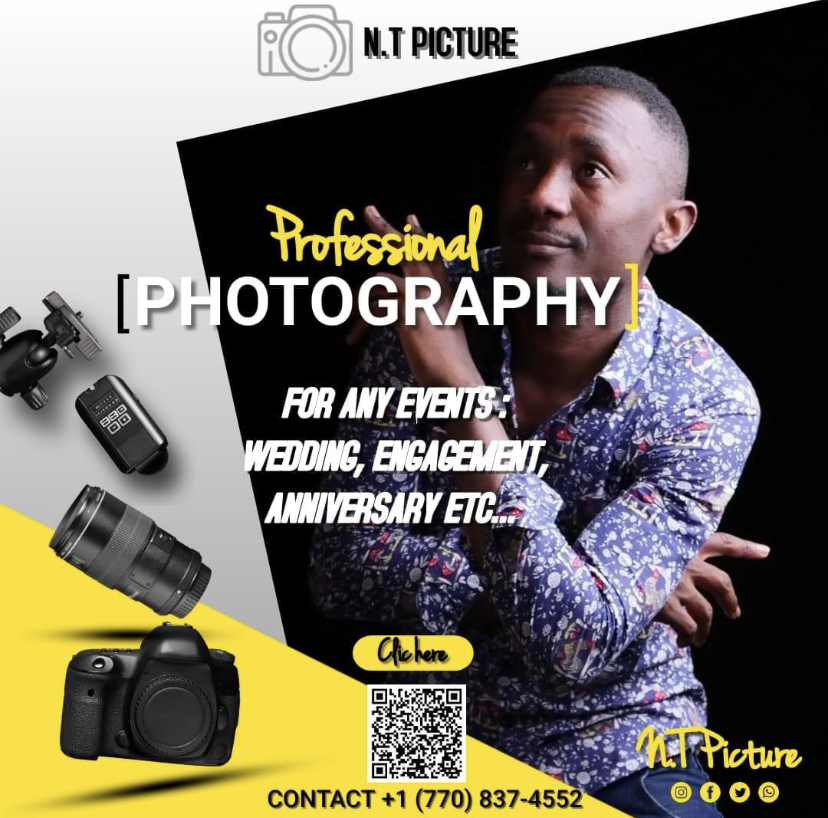 N.T PICTURE
Professional
[PHOTOGRAPHY]
FOR ANY EVENTS :
WEDDING, ENGAGEMENT,
ANNIVERSARY ETC...
Clic here
CONTACT +1 (770) 837-4552
N.T Picture